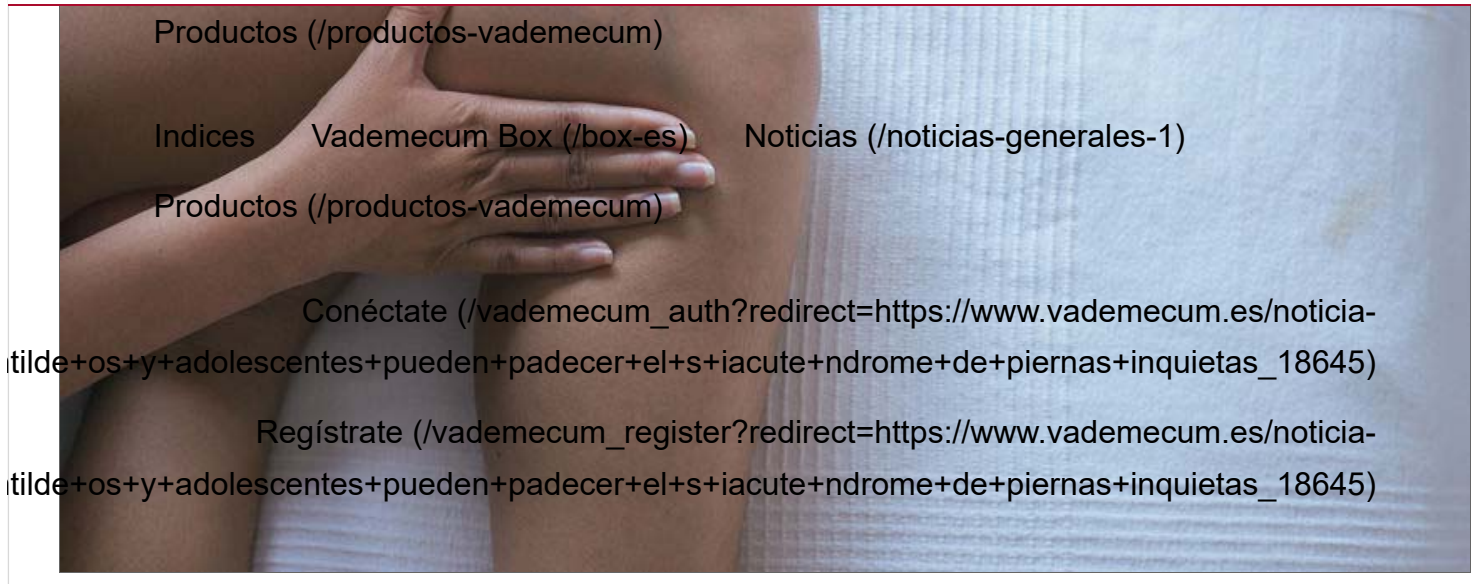 Productos (/productos-vademecum)
Indices Vademecum Box (/box-es) Noticias (/noticias-generales-1)
Productos (/productos-vademecum)
Conéctate (/vademecum_auth?redirect=https://www.vademecum.es/noticia-
tilde+os+y+adolescentes+pueden+padecer+el+s+iacute+ndrome+de+piernas+inquietas_18645)
Regístrate (/vademecum_register?redirect=https://www.vademecum.es/noticia-
tilde+os+y+adolescentes+pueden+padecer+el+s+iacute+ndrome+de+piernas+inquietas_18645)